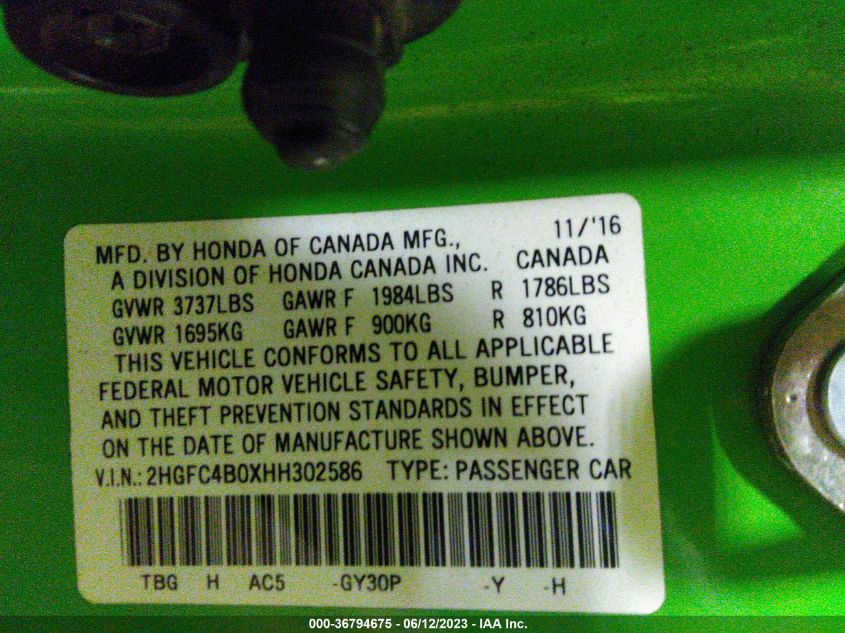 MFD. BY HONDA OF CANADA MFG., 11/'16
A DIVISION OF HONDA CANADA INC. CANADA
GVWR 3737LBS GAWR F 1984LBS R 1786LBS
GVWR 1695KG GAWR F 900KG R 810KG
THIS VEHICLE CONFORMS TO ALL APPLICABLE
FEDERAL MOTOR VEHICLE SAFETY, BUMPER,
AND THEFT PREVENTION STANDARDS IN EFFECT
ON THE DATE OF MANUFACTURE SHOWN ABOVE.
V.I.N.: 2HGFC4B0XHH302586 TYPE: PASSENGER CAR
TBG H AC5 -GY30P -Y -H
000-36794675 - 06/12/2023 - IAA Inc.